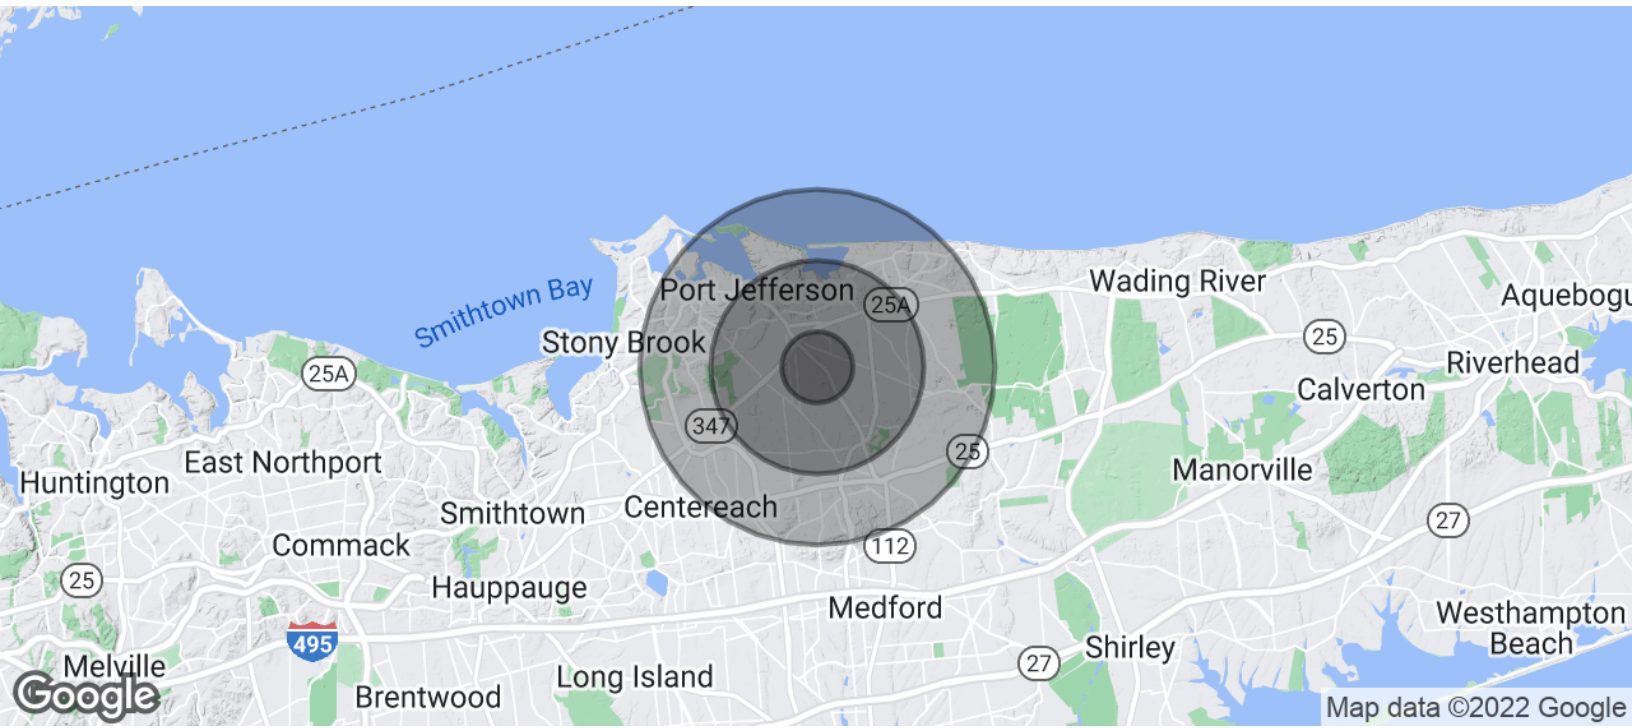 Smithtown Bay
Port Jefferson
25A
Wading River
Aquebogu
Stony Brook
25
Riverhead
25A
Calverton
347
25
East Northport
Huntington
Manorville
Smithtown
Centereach
27
Commack
112
25
Hauppauge
Medford
Westhampton
Beach
495
Shirley
Melville
27
Long Island
Brentwood
Google
Map data ©2022 Google